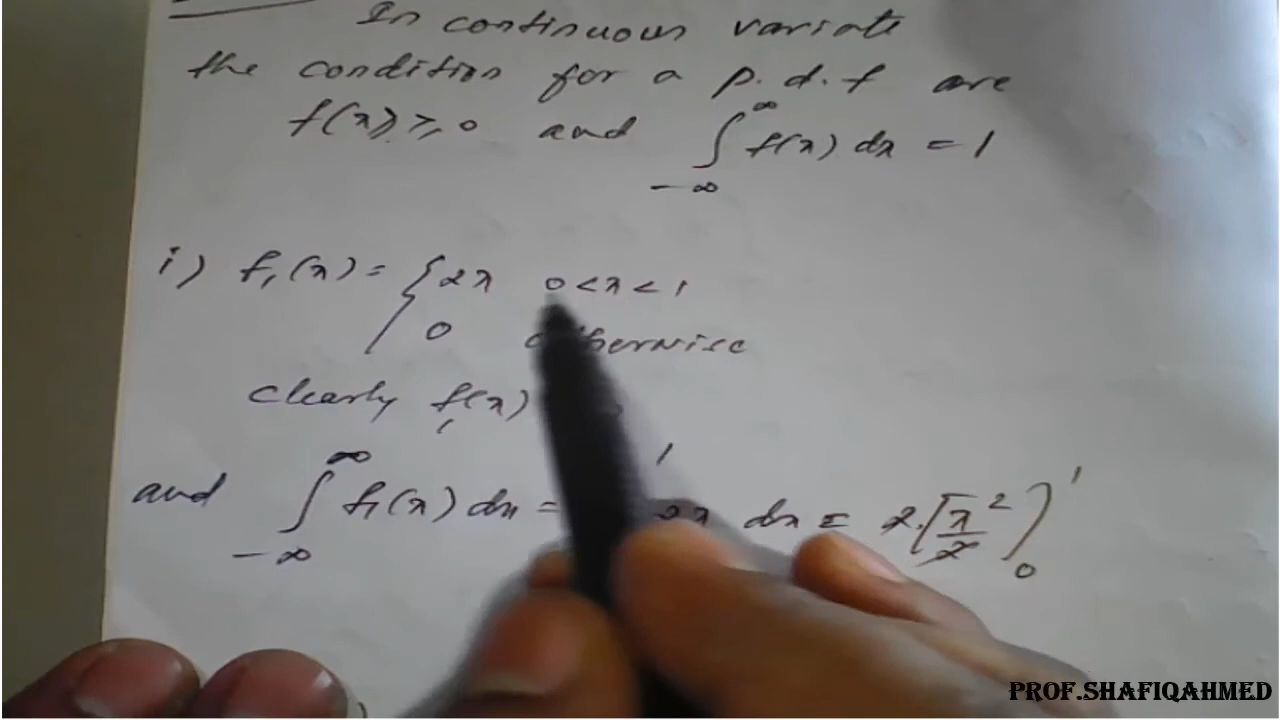 In continuous variate
the condition for a p.d.f are
f(x) ≥ 0 and ∫_{-∞}^{∞} f(x) dx = 1
i) f₁(x) = { 2x 0 < x < 1
0 otherwise
clearly f₁(x)
and ∫_{-∞}^{∞} f₁(x) dx = 2x dx = 2·[x²/2]₀¹
PROF.SHAFIQAHMED